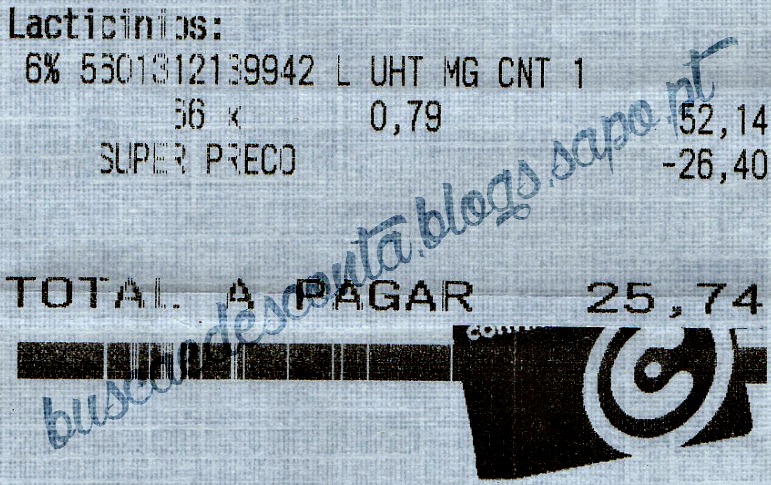 Lacticinios:
6% 5601312139942 L UHT MG CNT 1
66 x 0,79 52,14
SUPER PRECO -26,40
TOTAL A PAGAR 25,74
buscandesconta.blogs.sapo.pt